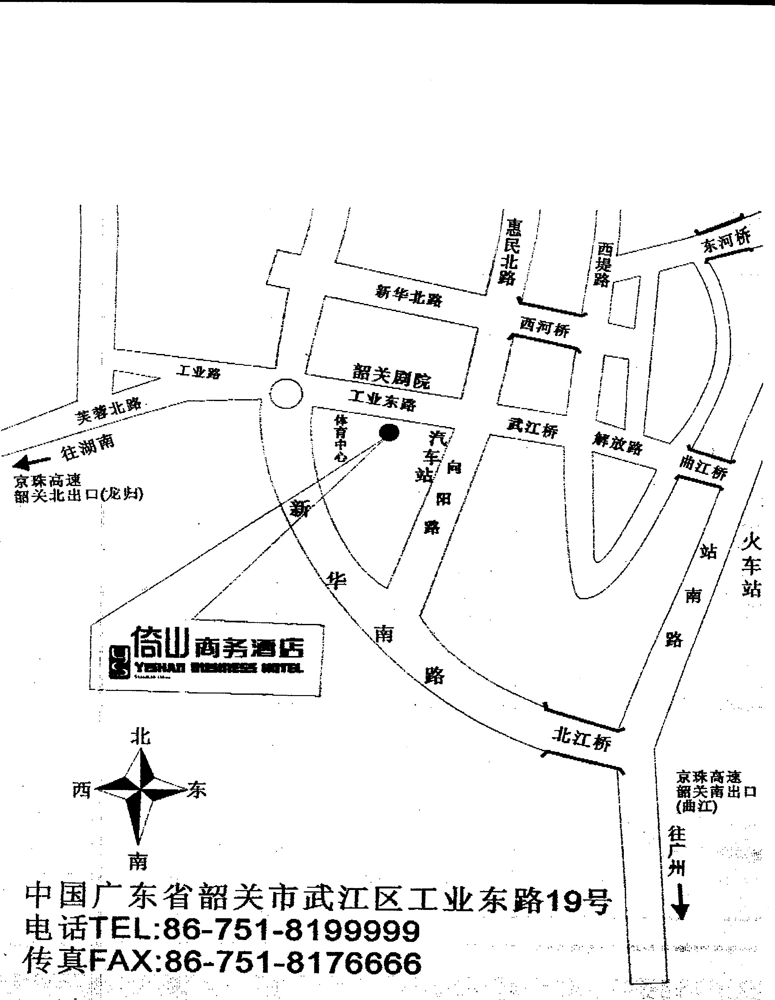 惠民北路
西堤路
东河桥
新华北路
西河桥
工业路
韶关剧院
工业东路
芙蓉北路
体育中心
汽车站
向阳路
武江桥
解放路
曲江桥
往湖南
京珠高速
韶关北出口(龙归)
新华南路
站南路
火车站
倚山商务酒店
YISHAN BUSINESS HOTEL
北江桥
北
西
东
南
京珠高速
韶关南出口
(曲江)
往广州
中国广东省韶关市武江区工业东路19号
电话TEL:86-751-8199999
传真FAX:86-751-8176666